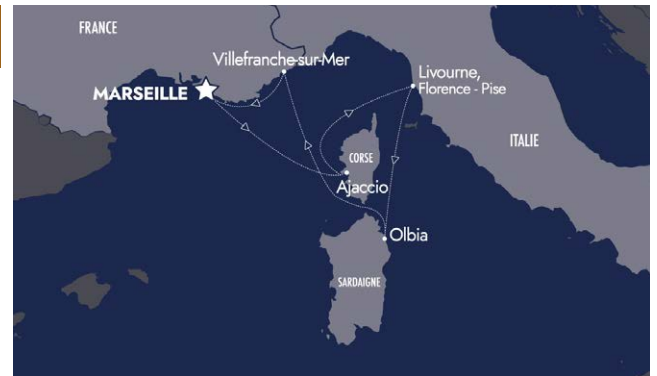 FRANCE
Villefranche-sur-Mer
MARSEILLE
Livourne,
Florence - Pise
ITALIE
CORSE
Ajaccio
Olbia
SARDAIGNE